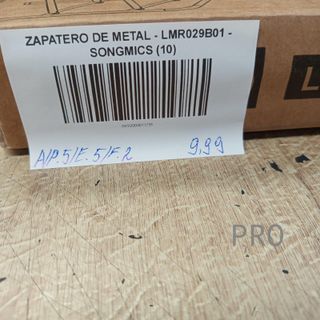 ZAPATERO DE METAL - LMR029B01 -
SONGMICS (10)
A/P.5/E.5/F.2 9,99
L
PRO